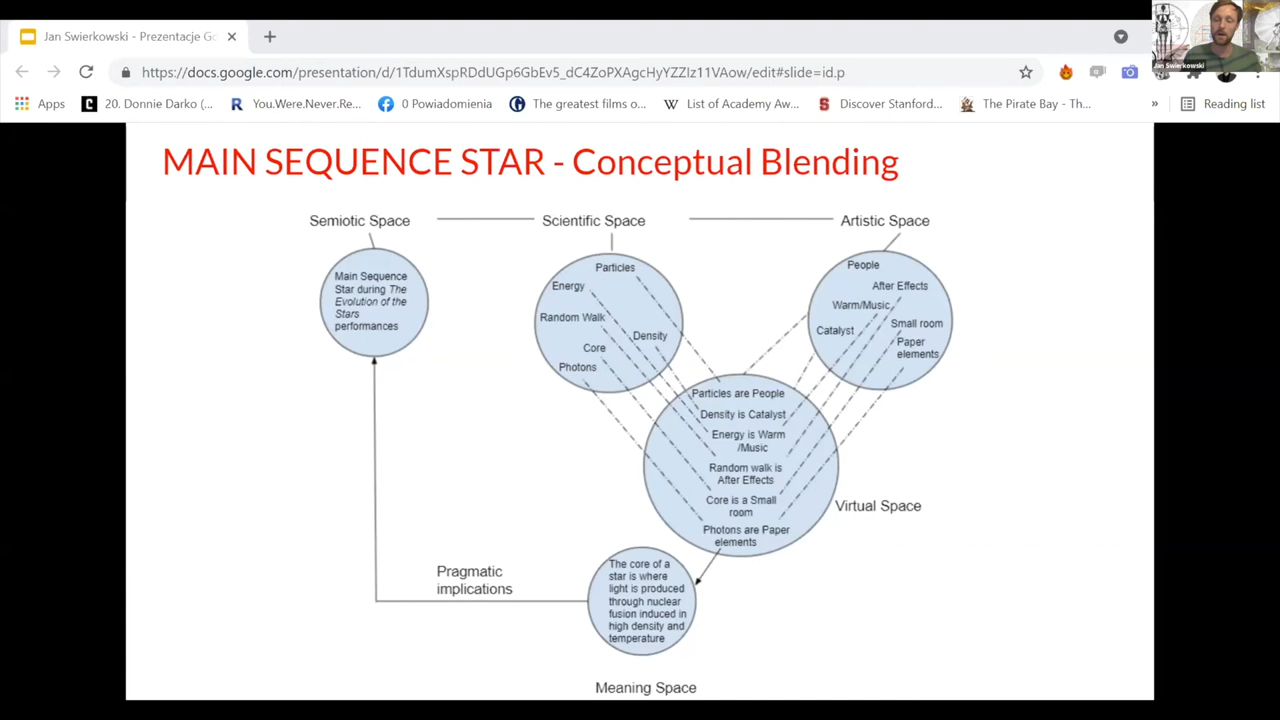 Jan Swierkowski - Prezentacje Go
https://docs.google.com/presentation/d/1TdumXspRDtUJGp6GbEv5_dC4ZoPXAgcHyYZZIz11VAow/edit#slide=id.p
Jan Swierkowski
Apps
20. Donnie Darko (...
You.Were.Never.Re...
0 Powiadomienia
The greatest films o...
List of Academy Aw...
Discover Stanford...
The Pirate Bay - Th...
»
Reading list
MAIN SEQUENCE STAR - Conceptual Blending
Semiotic Space
Scientific Space
Artistic Space
Main Sequence
Star during The
Evolution of the
Stars
performances
Particles
Energy
Random Walk
Density
Core
Photons
People
After Effects
Warm/Music
Small room
Catalyst
Paper
elements
Particles are People
Density is Catalyst
Energy is Warm
/Music
Random walk is
After Effects
Core is a Small
room
Photons are Paper
elements
Virtual Space
Pragmatic
implications
The core of a
star is where
light is produced
through nuclear
fusion induced in
high density and
temperature
Meaning Space